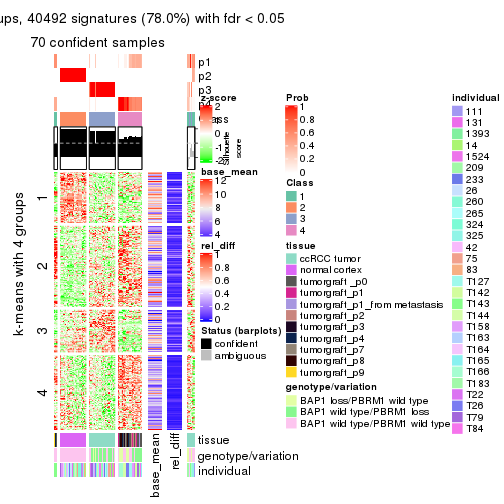 ups, 40492 signatures (78.0%) with fdr < 0.05
70 confident samples
p1
p2
p3
p4
z-score
2
0
-2
Silhouette
score
k-means with 4 groups
1
2
3
4
base_mean
12
10
8
6
4
rel_diff
1
0.8
0.6
0.4
0.2
0
Status (barplots)
confident
ambiguous
tissue
genotype/variation
individual
base_mean
rel_diff
Prob
1
0.8
0.6
0.4
0.2
0
Class
1
2
3
4
tissue
ccRCC tumor
normal cortex
tumorgraft_p0
tumorgraft_p1
tumorgraft_p1_from metastasis
tumorgraft_p2
tumorgraft_p3
tumorgraft_p4
tumorgraft_p7
tumorgraft_p8
tumorgraft_p9
genotype/variation
BAP1 loss/PBRM1 wild type
BAP1 wild type/PBRM1 loss
BAP1 wild type/PBRM1 wild type
individual
111
131
1393
14
1524
209
233
26
260
265
324
325
42
75
83
T127
T142
T143
T144
T158
T163
T164
T165
T166
T183
T22
T26
T79
T84